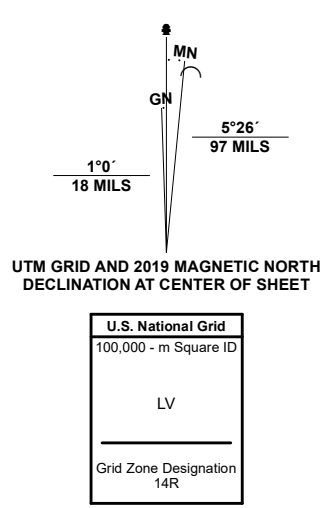 MN
GN
5°26´
97 MILS
1°0´
18 MILS
UTM GRID AND 2019 MAGNETIC NORTH
DECLINATION AT CENTER OF SHEET
U.S. National Grid
100,000 - m Square ID
LV
Grid Zone Designation
14R